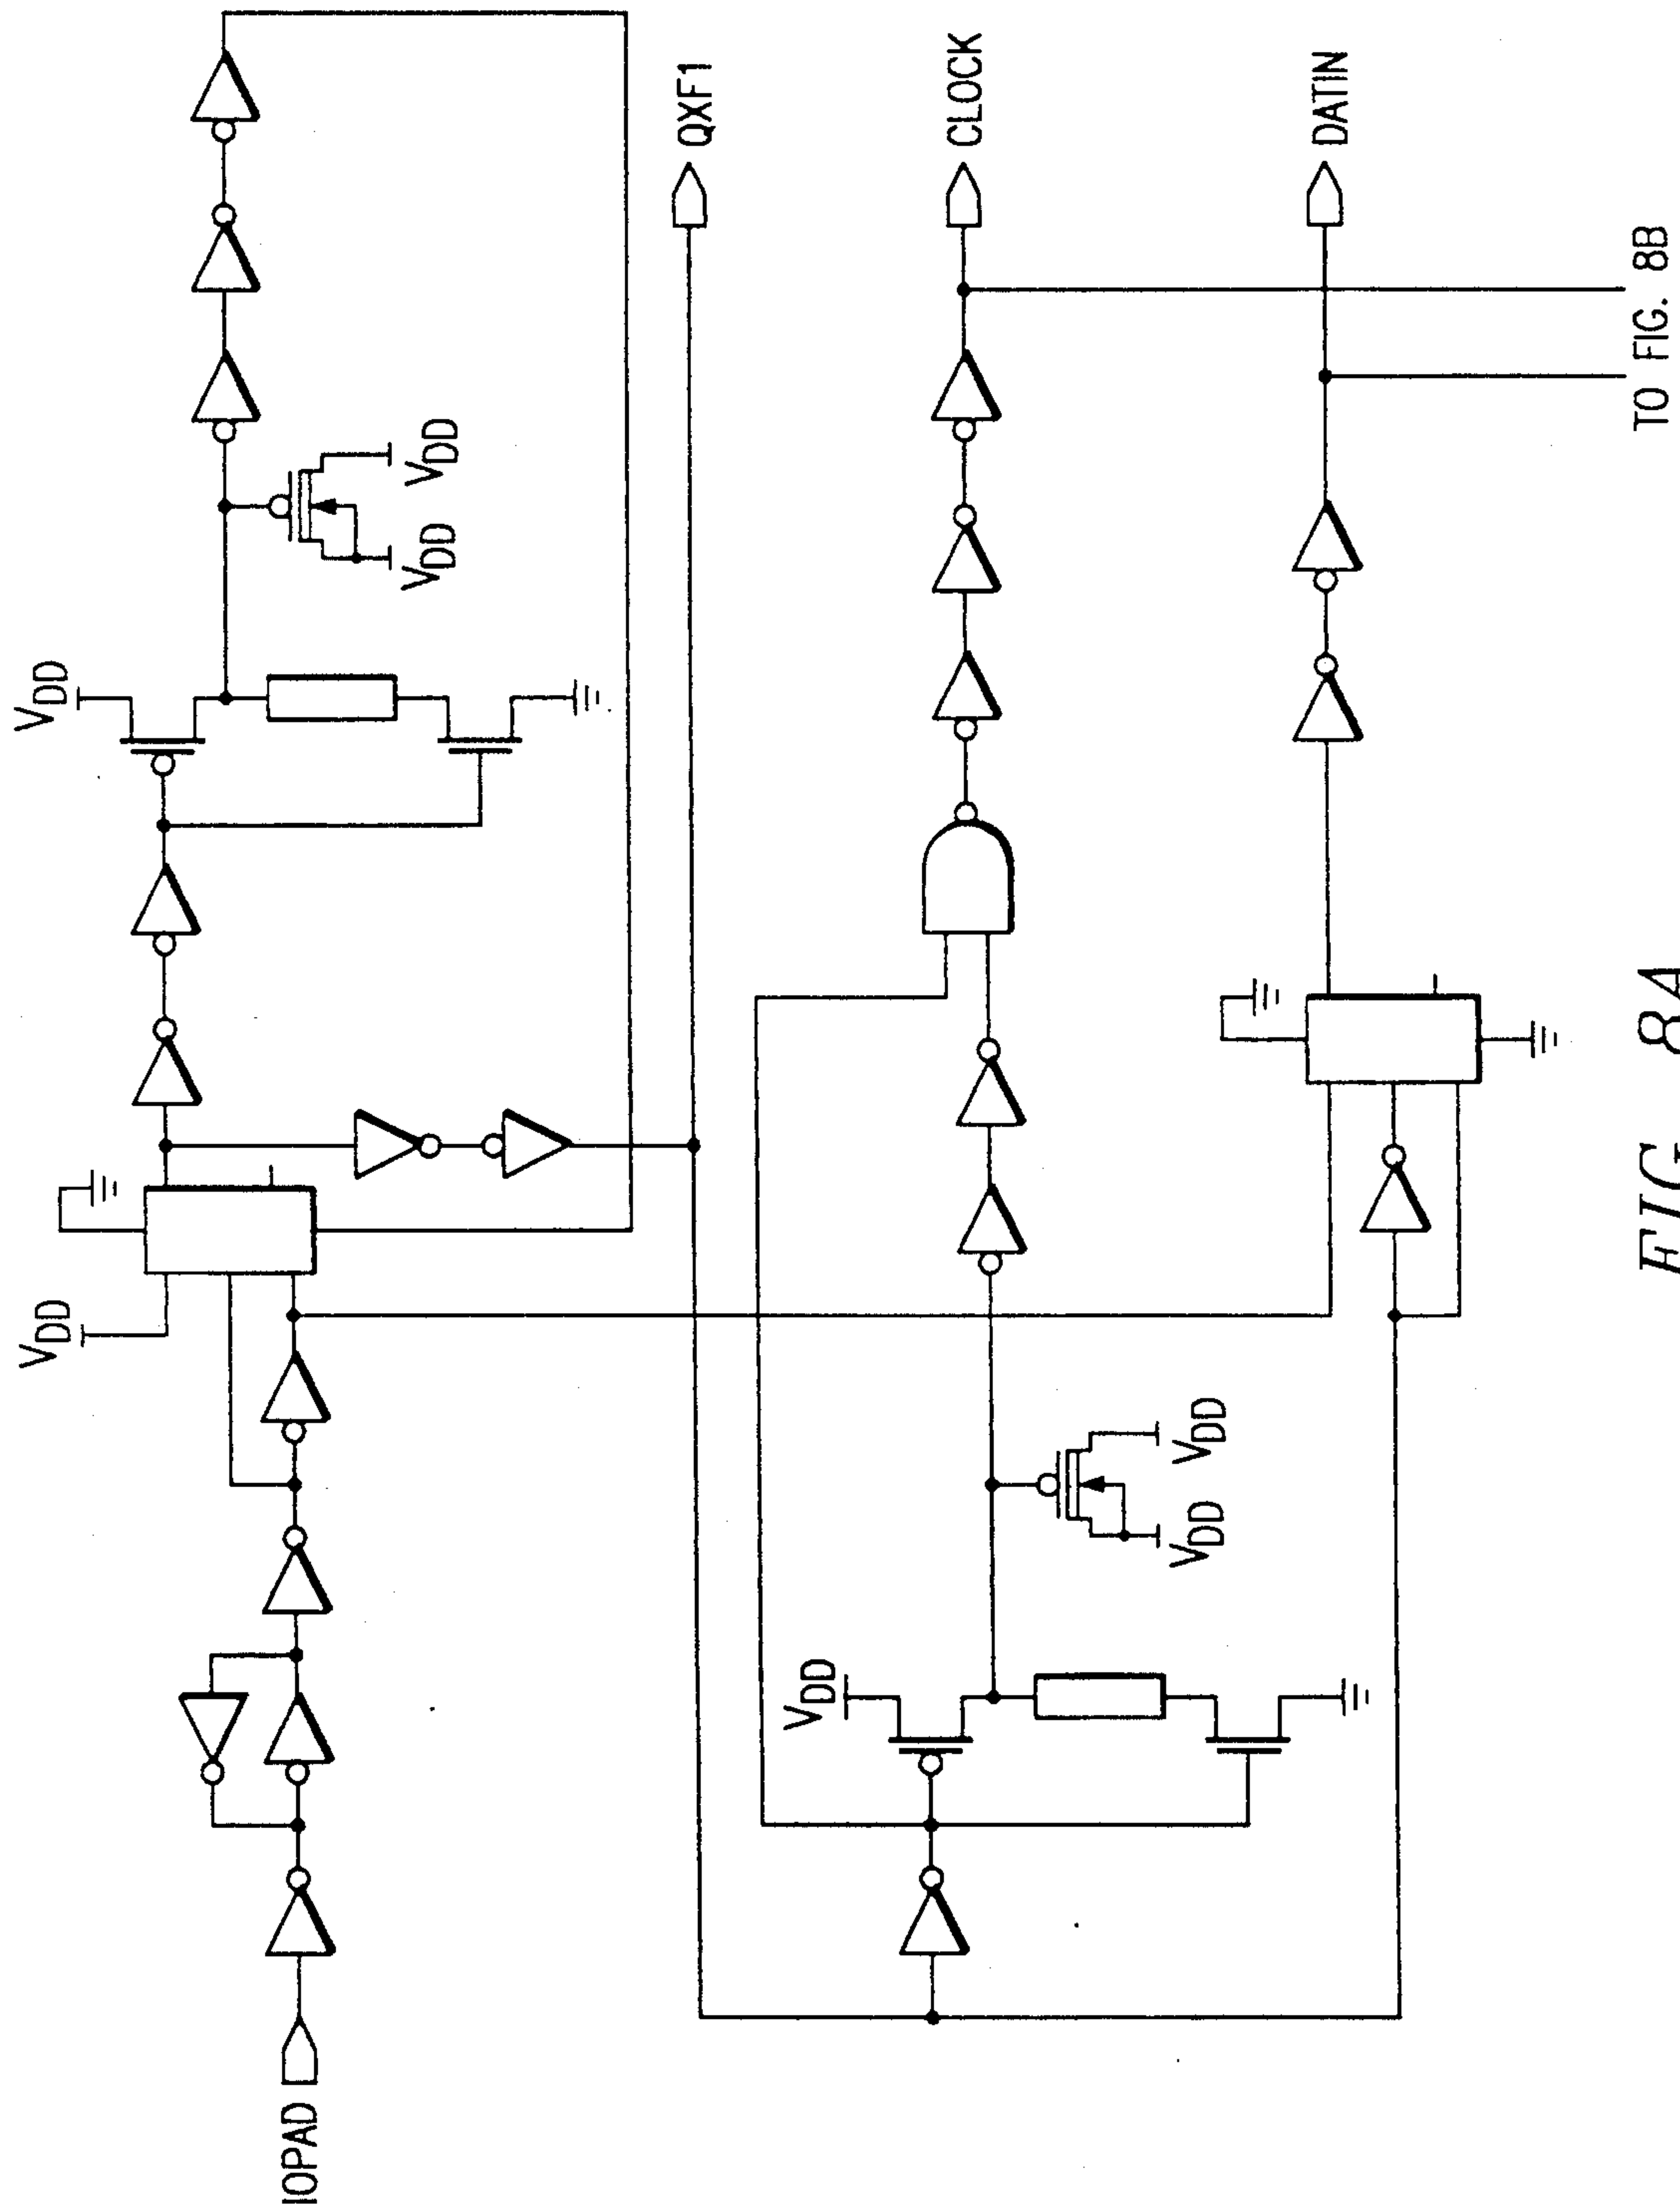 VDD
VDD
VDD
VDD
IOPAD
QXF1
VDD
VDD
VDD
CLOCK
DATIN
TO FIG. 8B
FIG. 8A